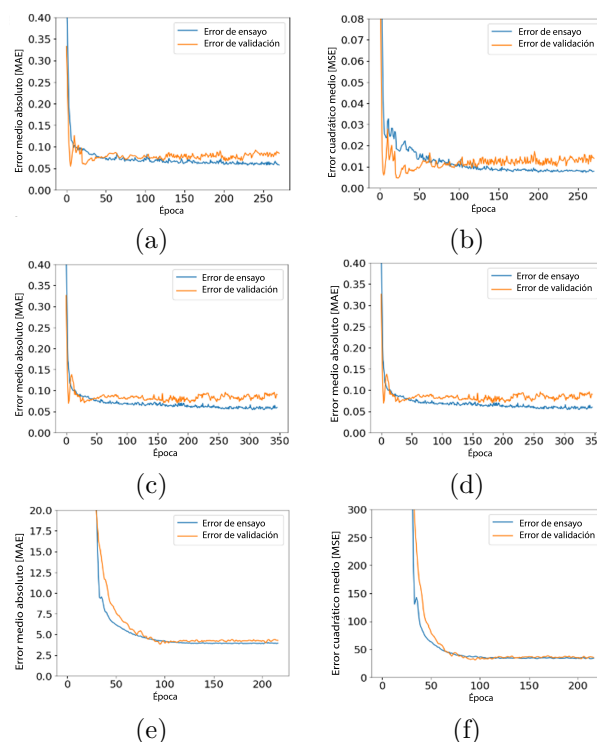 Error medio absoluto [MAE]
0.40
0.35
0.30
0.25
0.20
0.15
0.10
0.05
0.00
0 50 100 150 200 250
Época
Error de ensayo
Error de validación
(a)
Error cuadrático medio [MSE]
0.08
0.07
0.06
0.05
0.04
0.03
0.02
0.01
0.00
0 50 100 150 200 250
Época
Error de ensayo
Error de validación
(b)
Error medio absoluto [MAE]
0.40
0.35
0.30
0.25
0.20
0.15
0.10
0.05
0.00
0 50 100 150 200 250 300 350
Época
Error de ensayo
Error de validación
(c)
Error medio absoluto [MAE]
0.40
0.35
0.30
0.25
0.20
0.15
0.10
0.05
0.00
0 50 100 150 200 250 300
Época
Error de ensayo
Error de validación
(d)
Error medio absoluto [MAE]
20.0
17.5
15.0
12.5
10.0
7.5
5.0
2.5
0.0
0 50 100 150 200
Época
Error de ensayo
Error de validación
(e)
Error cuadrático medio [MSE]
300
250
200
150
100
50
0
0 50 100 150 200
Época
Error de ensayo
Error de validación
(f)